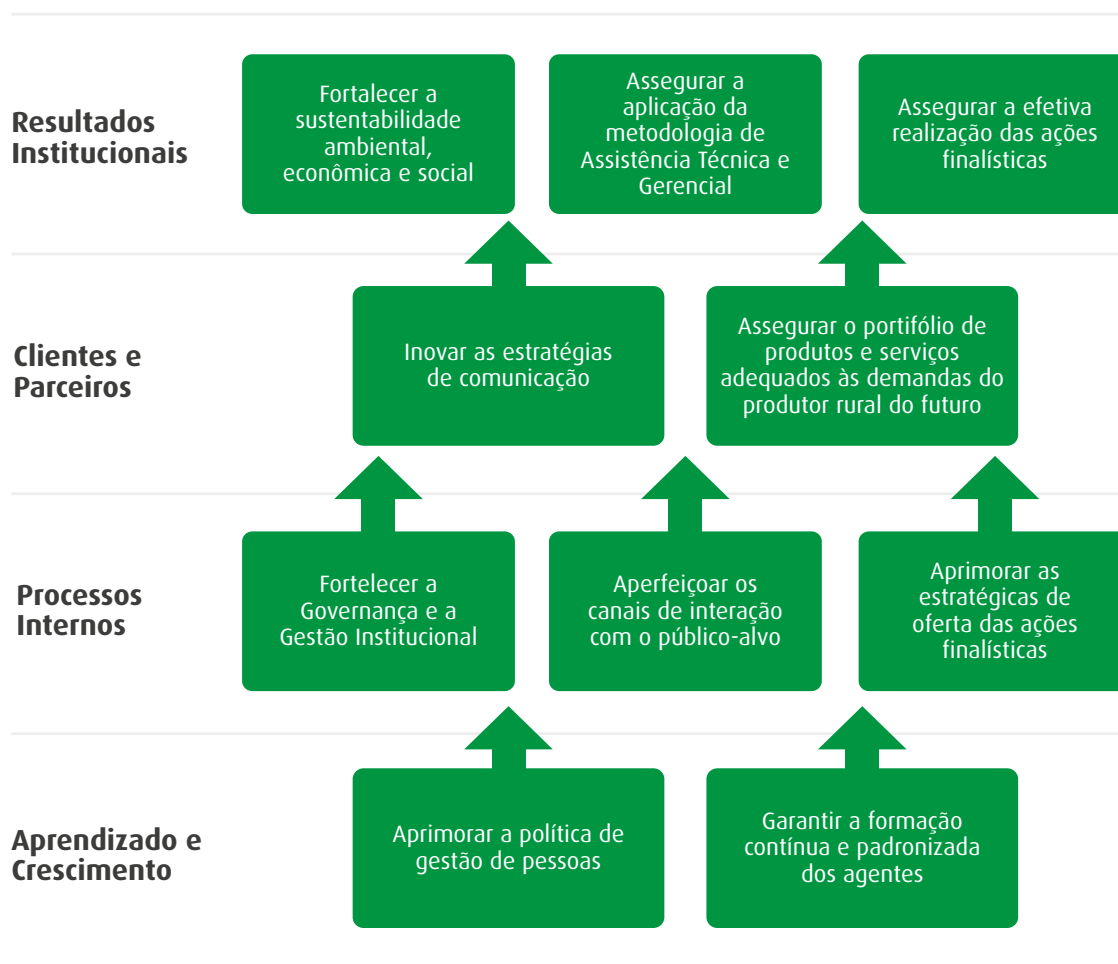 Resultados
Institucionais
Fortalecer a
sustentabilidade
ambiental,
econômica e social
Assegurar a
aplicação da
metodologia de
Assistência Técnica e
Gerencial
Assegurar a efetiva
realização das ações
finalísticas
Clientes e
Parceiros
Inovar as estratégias
de comunicação
Assegurar o portifólio de
produtos e serviços
adequados às demandas do
produtor rural do futuro
Processos
Internos
Fortelecer a
Governança e a
Gestão Institucional
Aperfeiçoar os
canais de interação
com o público-alvo
Aprimorar as
estratégicas de
oferta das ações
finalísticas
Aprendizado e
Crescimento
Aprimorar a política de
gestão de pessoas
Garantir a formação
contínua e padronizada
dos agentes